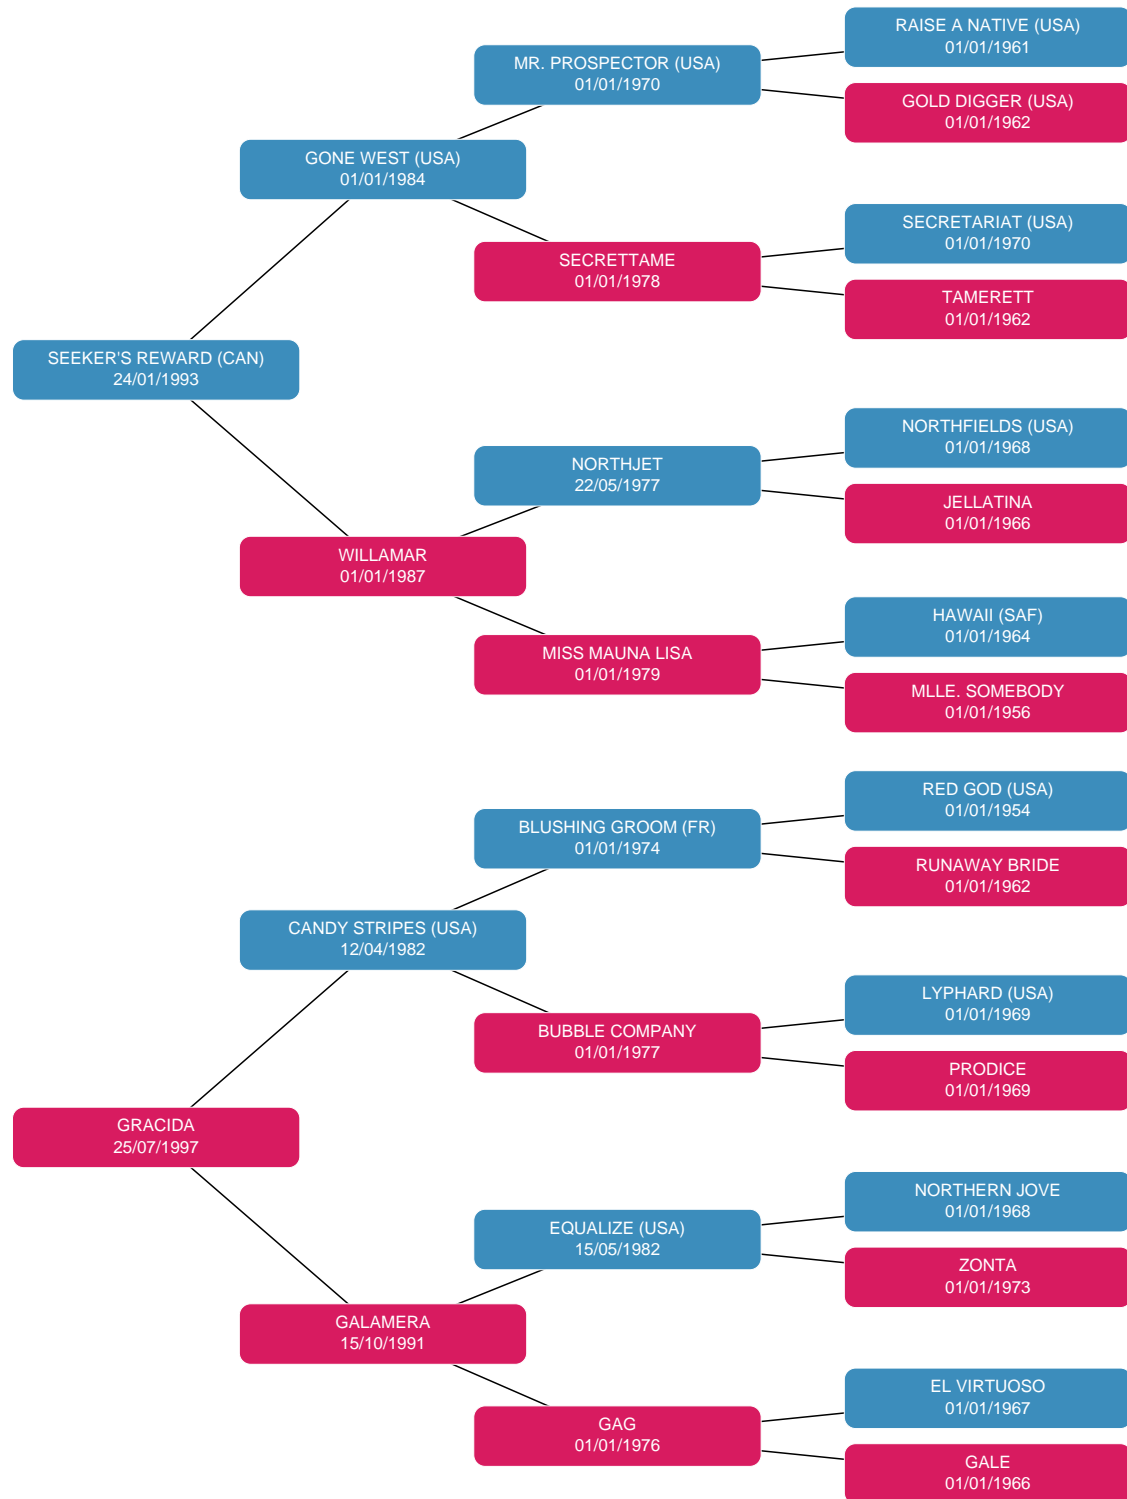 RAISE A NATIVE (USA)
01/01/1961
MR. PROSPECTOR (USA)
01/01/1970
GOLD DIGGER (USA)
01/01/1962
GONE WEST (USA)
01/01/1984
SECRETARIAT (USA)
01/01/1970
SECRETTAME
01/01/1978
TAMERETT
01/01/1962
SEEKER'S REWARD (CAN)
24/01/1993
NORTHFIELDS (USA)
01/01/1968
NORTHJET
22/05/1977
JELLATINA
01/01/1966
WILLAMAR
01/01/1987
HAWAII (SAF)
01/01/1964
MISS MAUNA LISA
01/01/1979
MLLE. SOMEBODY
01/01/1956
RED GOD (USA)
01/01/1954
BLUSHING GROOM (FR)
01/01/1974
RUNAWAY BRIDE
01/01/1962
CANDY STRIPES (USA)
12/04/1982
LYPHARD (USA)
01/01/1969
BUBBLE COMPANY
01/01/1977
PRODICE
01/01/1969
GRACIDA
25/07/1997
NORTHERN JOVE
01/01/1968
EQUALIZE (USA)
15/05/1982
ZONTA
01/01/1973
GALAMERA
15/10/1991
EL VIRTUOSO
01/01/1967
GAG
01/01/1976
GALE
01/01/1966